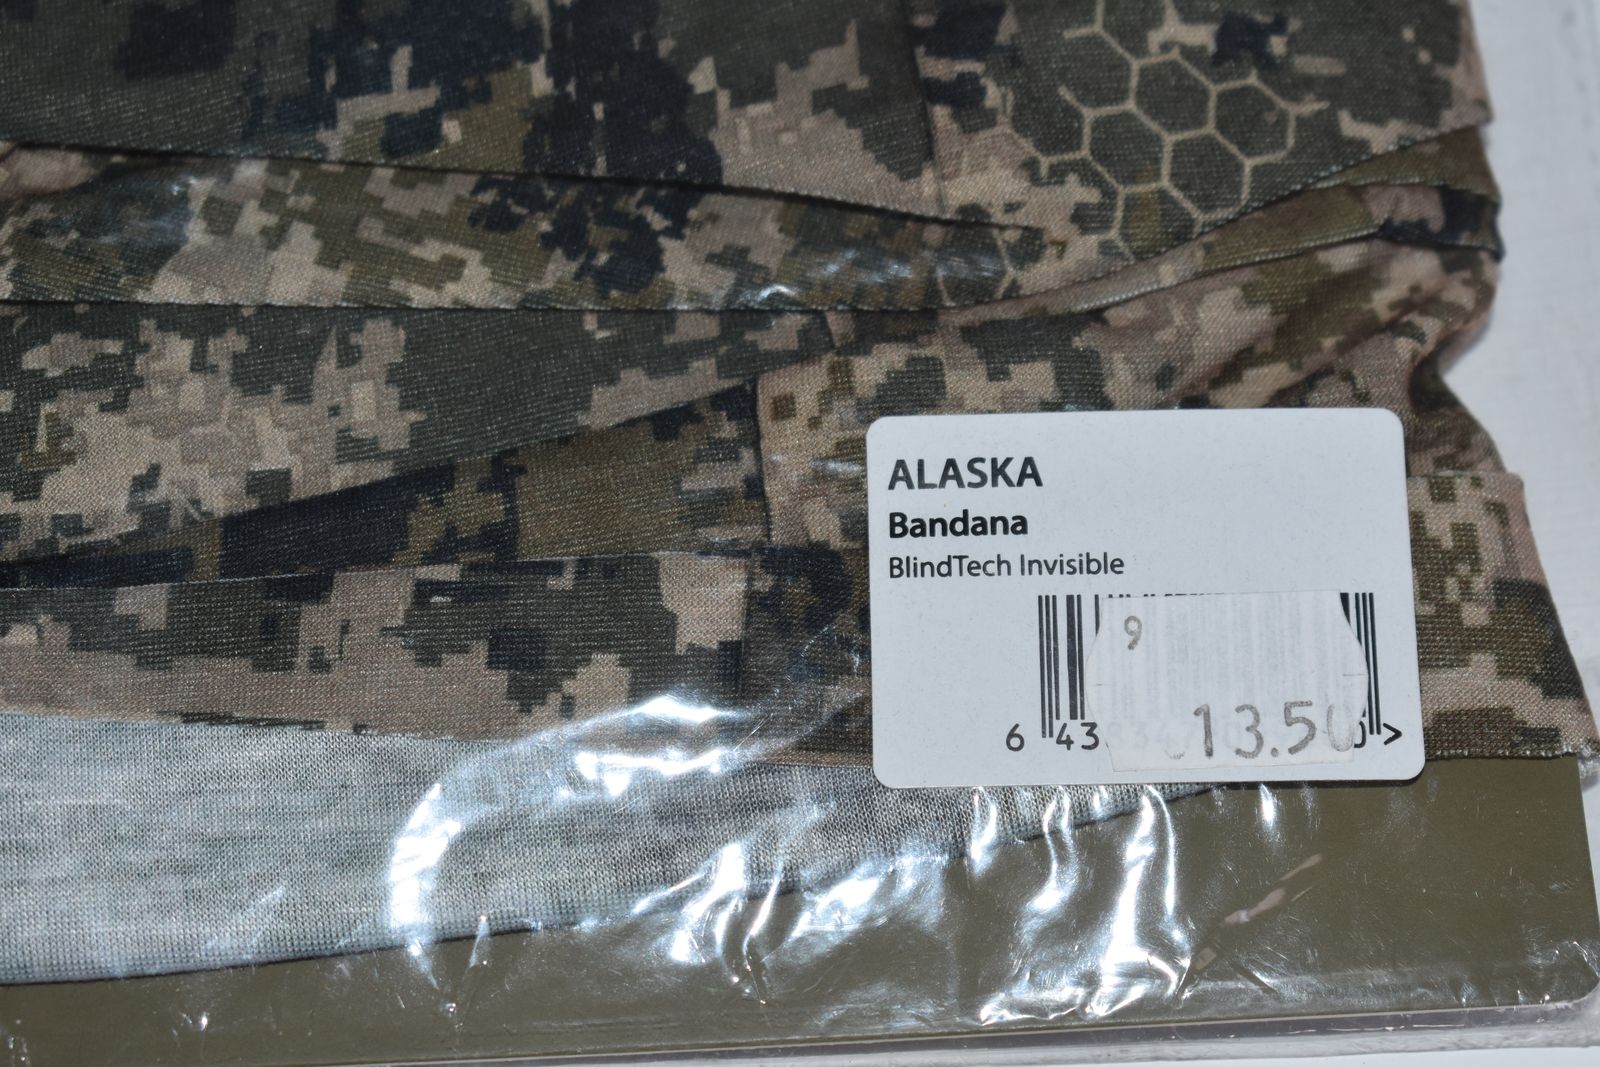 ALASKA
Bandana
BlindTech Invisible
9
13.50
6 43 >